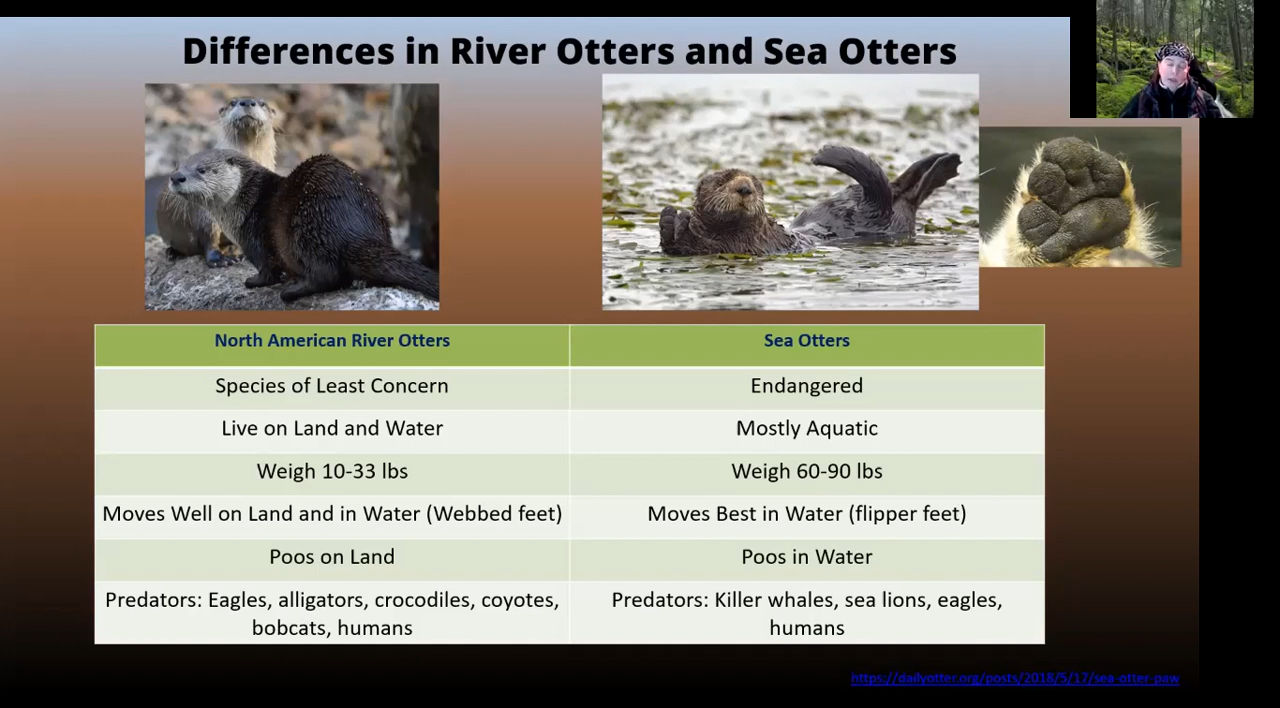 Differences in River Otters and Sea Otters
North American River Otters
Sea Otters
Species of Least Concern
Endangered
Live on Land and Water
Mostly Aquatic
Weigh 10-33 lbs
Weigh 60-90 lbs
Moves Well on Land and in Water (Webbed feet)
Moves Best in Water (flipper feet)
Poos on Land
Poos in Water
Predators: Eagles, alligators, crocodiles, coyotes,
bobcats, humans
Predators: Killer whales, sea lions, eagles,
humans
https://dailyotter.org/posts/2018/5/17/sea-otter-paw